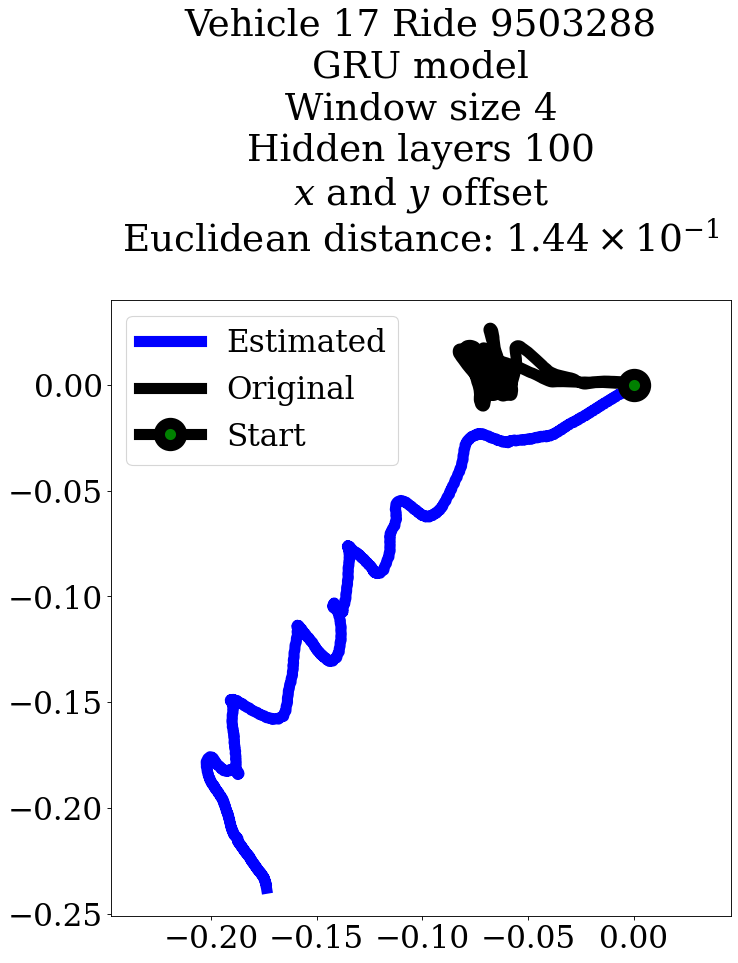 Vehicle 17 Ride 9503288
GRU model
Window size 4
Hidden layers 100
x and y offset
Euclidean distance: 1.44 × 10⁻¹
Estimated
Original
Start
0.00
−0.05
−0.10
−0.15
−0.20
−0.25
−0.20 −0.15 −0.10 −0.05 0.00